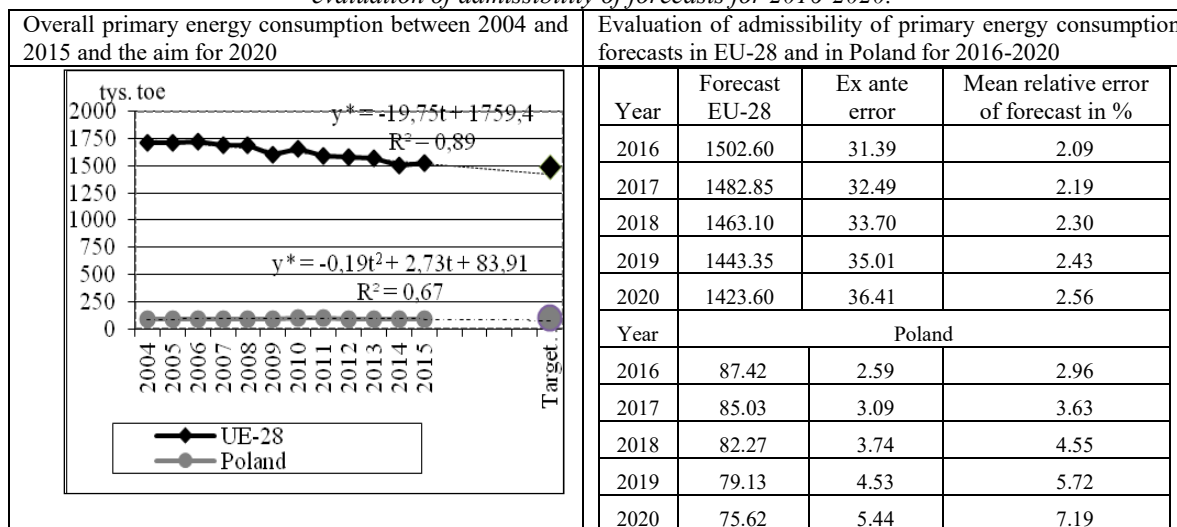 evaluation of admissibility of forecasts for 2016-2020.
Overall primary energy consumption between 2004 and
2015 and the aim for 2020
tys. toe
2000
1750
1500
1250
1000
750
500
250
0
y* = -19,75t + 1759,4
R² = 0,89
y* = -0,19t² + 2,73t + 83,91
R² = 0,67
2004
2005
2006
2007
2008
2009
2010
2011
2012
2013
2014
2015
Target.
UE-28
Poland
Evaluation of admissibility of primary energy consumption
forecasts in EU-28 and in Poland for 2016-2020
Year Forecast EU-28 Ex ante error Mean relative error of forecast in %
2016 1502.60 31.39 2.09
2017 1482.85 32.49 2.19
2018 1463.10 33.70 2.30
2019 1443.35 35.01 2.43
2020 1423.60 36.41 2.56
Year Poland
2016 87.42 2.59 2.96
2017 85.03 3.09 3.63
2018 82.27 3.74 4.55
2019 79.13 4.53 5.72
2020 75.62 5.44 7.19